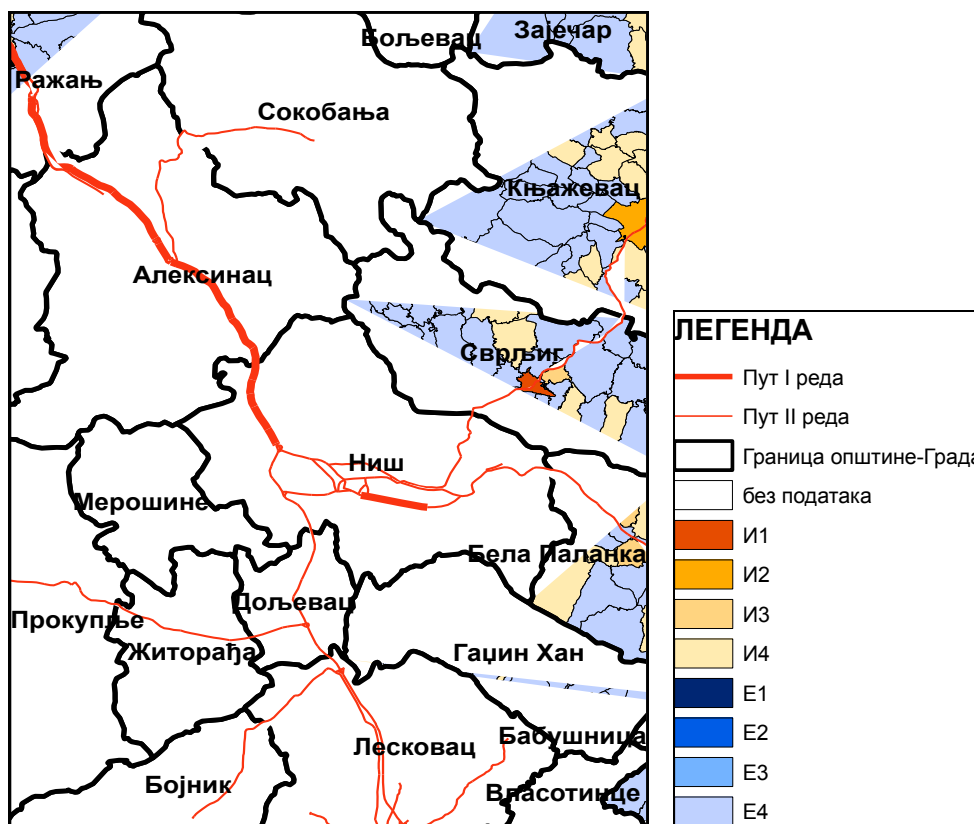 Бољевац
Зајечар
Ражањ
Сокобања
Књажевац
Алексинац
Сврљиг
Ниш
Мерошине
Бела Паланка
Дољевац
Прокупље
Житорађа
Гаџин Хан
Лесковац
Бабушница
Бојник
Власотинце
ЛЕГЕНДА
Пут I реда
Пут II реда
Граница општине-Града
без података
И1
И2
И3
И4
Е1
Е2
Е3
Е4